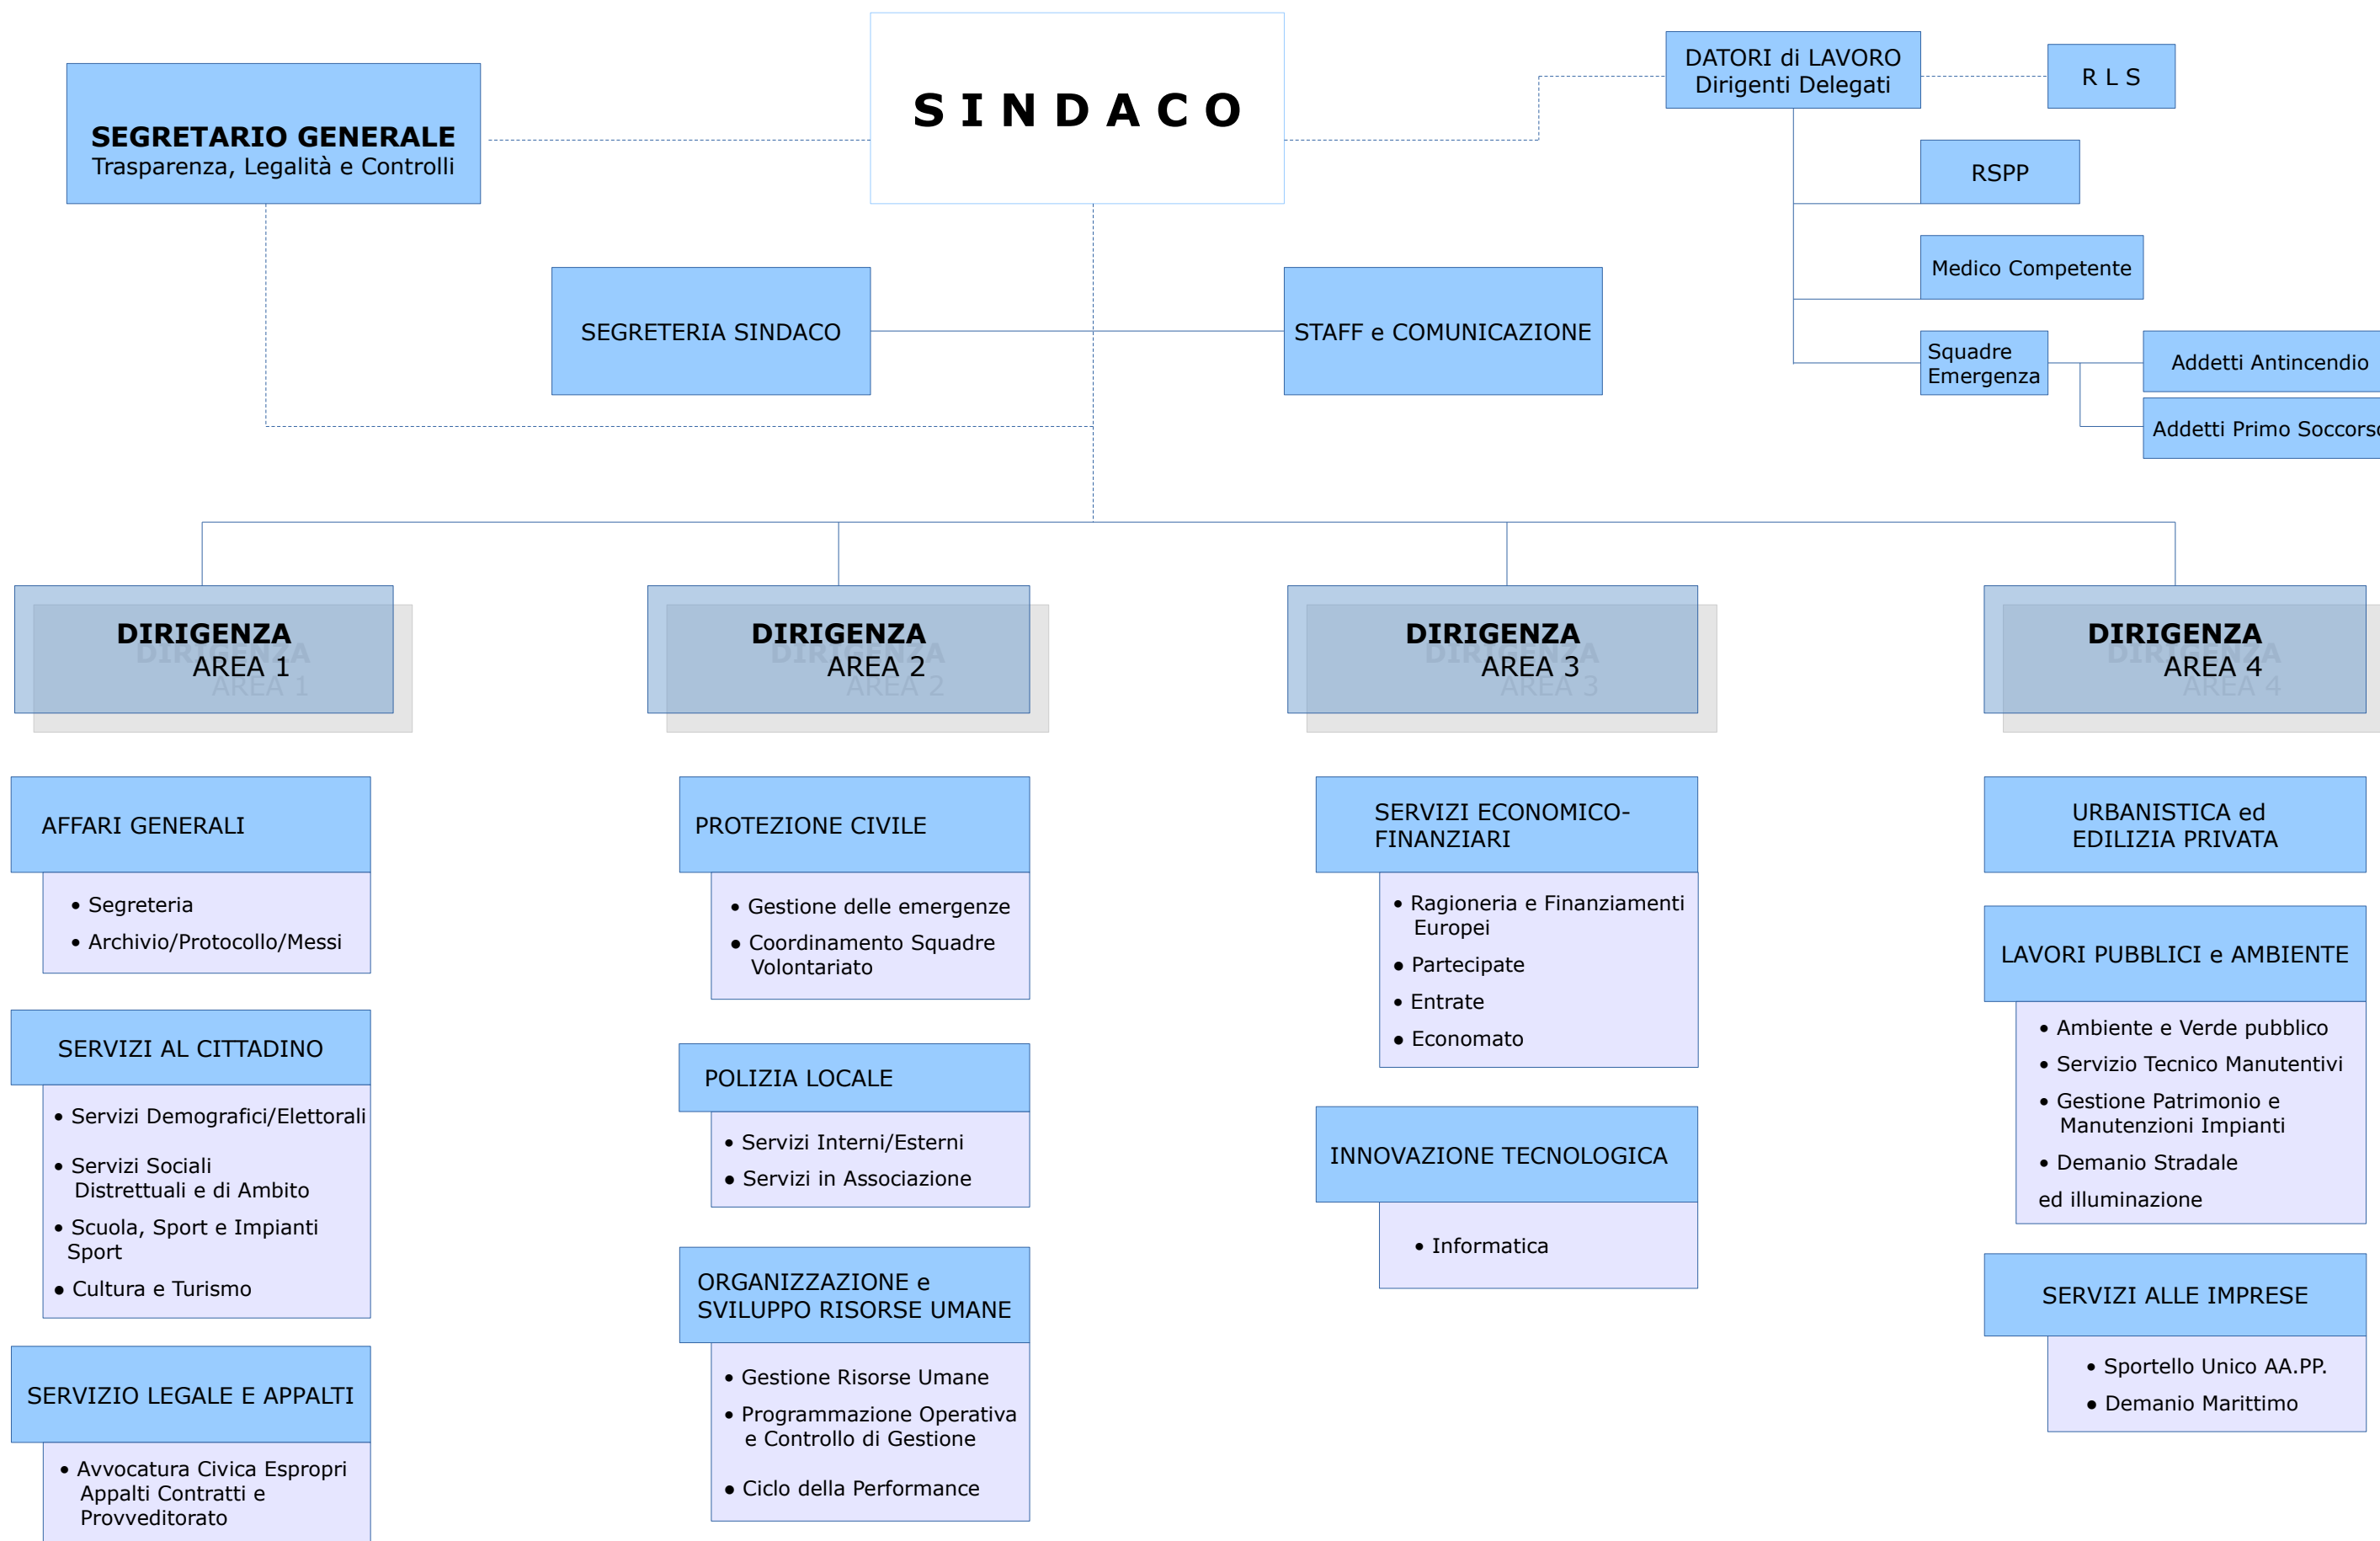 S I N D A C O
SEGRETARIO GENERALE
Trasparenza, Legalità e Controlli
DATORI di LAVORO
Dirigenti Delegati
R L S
RSPP
Medico Competente
Squadre
Emergenza
Addetti Antincendio
Addetti Primo Soccorso
SEGRETERIA SINDACO
STAFF e COMUNICAZIONE
DIRIGENZA
AREA 1
AFFARI GENERALI
• Segreteria
• Archivio/Protocollo/Messi
SERVIZI AL CITTADINO
• Servizi Demografici/Elettorali
• Servizi Sociali
Distrettuali e di Ambito
• Scuola, Sport e Impianti
Sport
• Cultura e Turismo
SERVIZIO LEGALE E APPALTI
• Avvocatura Civica Espropri
Appalti Contratti e
Provveditorato
DIRIGENZA
AREA 2
PROTEZIONE CIVILE
• Gestione delle emergenze
• Coordinamento Squadre
Volontariato
POLIZIA LOCALE
• Servizi Interni/Esterni
• Servizi in Associazione
ORGANIZZAZIONE e
SVILUPPO RISORSE UMANE
• Gestione Risorse Umane
• Programmazione Operativa
e Controllo di Gestione
• Ciclo della Performance
DIRIGENZA
AREA 3
SERVIZI ECONOMICO-
FINANZIARI
• Ragioneria e Finanziamenti
Europei
• Partecipate
• Entrate
• Economato
INNOVAZIONE TECNOLOGICA
• Informatica
DIRIGENZA
AREA 4
URBANISTICA ed
EDILIZIA PRIVATA
LAVORI PUBBLICI e AMBIENTE
• Ambiente e Verde pubblico
• Servizio Tecnico Manutentivi
• Gestione Patrimonio e
Manutenzioni Impianti
• Demanio Stradale
ed illuminazione
SERVIZI ALLE IMPRESE
• Sportello Unico AA.PP.
• Demanio Marittimo